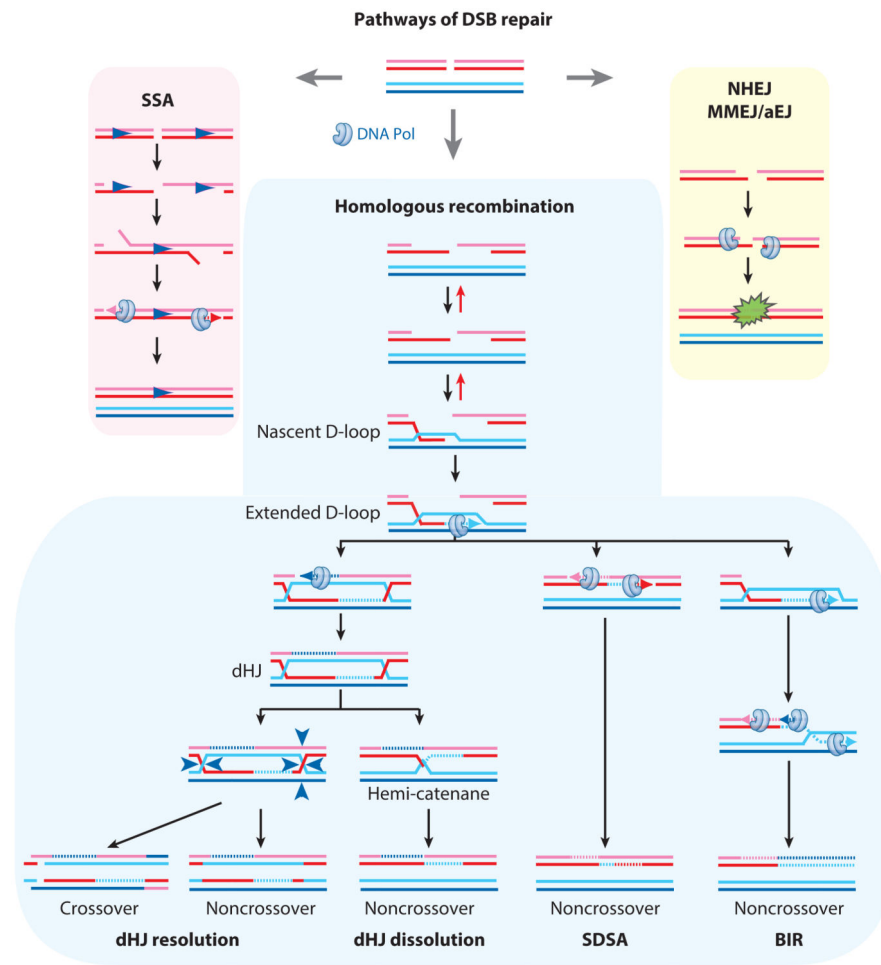 Pathways of DSB repair
SSA
DNA Pol
NHEJ
MMEJ/aEJ
Homologous recombination
Nascent D-loop
Extended D-loop
dHJ
Hemi-catenane
Crossover
Noncrossover
Noncrossover
Noncrossover
Noncrossover
dHJ resolution
dHJ dissolution
SDSA
BIR